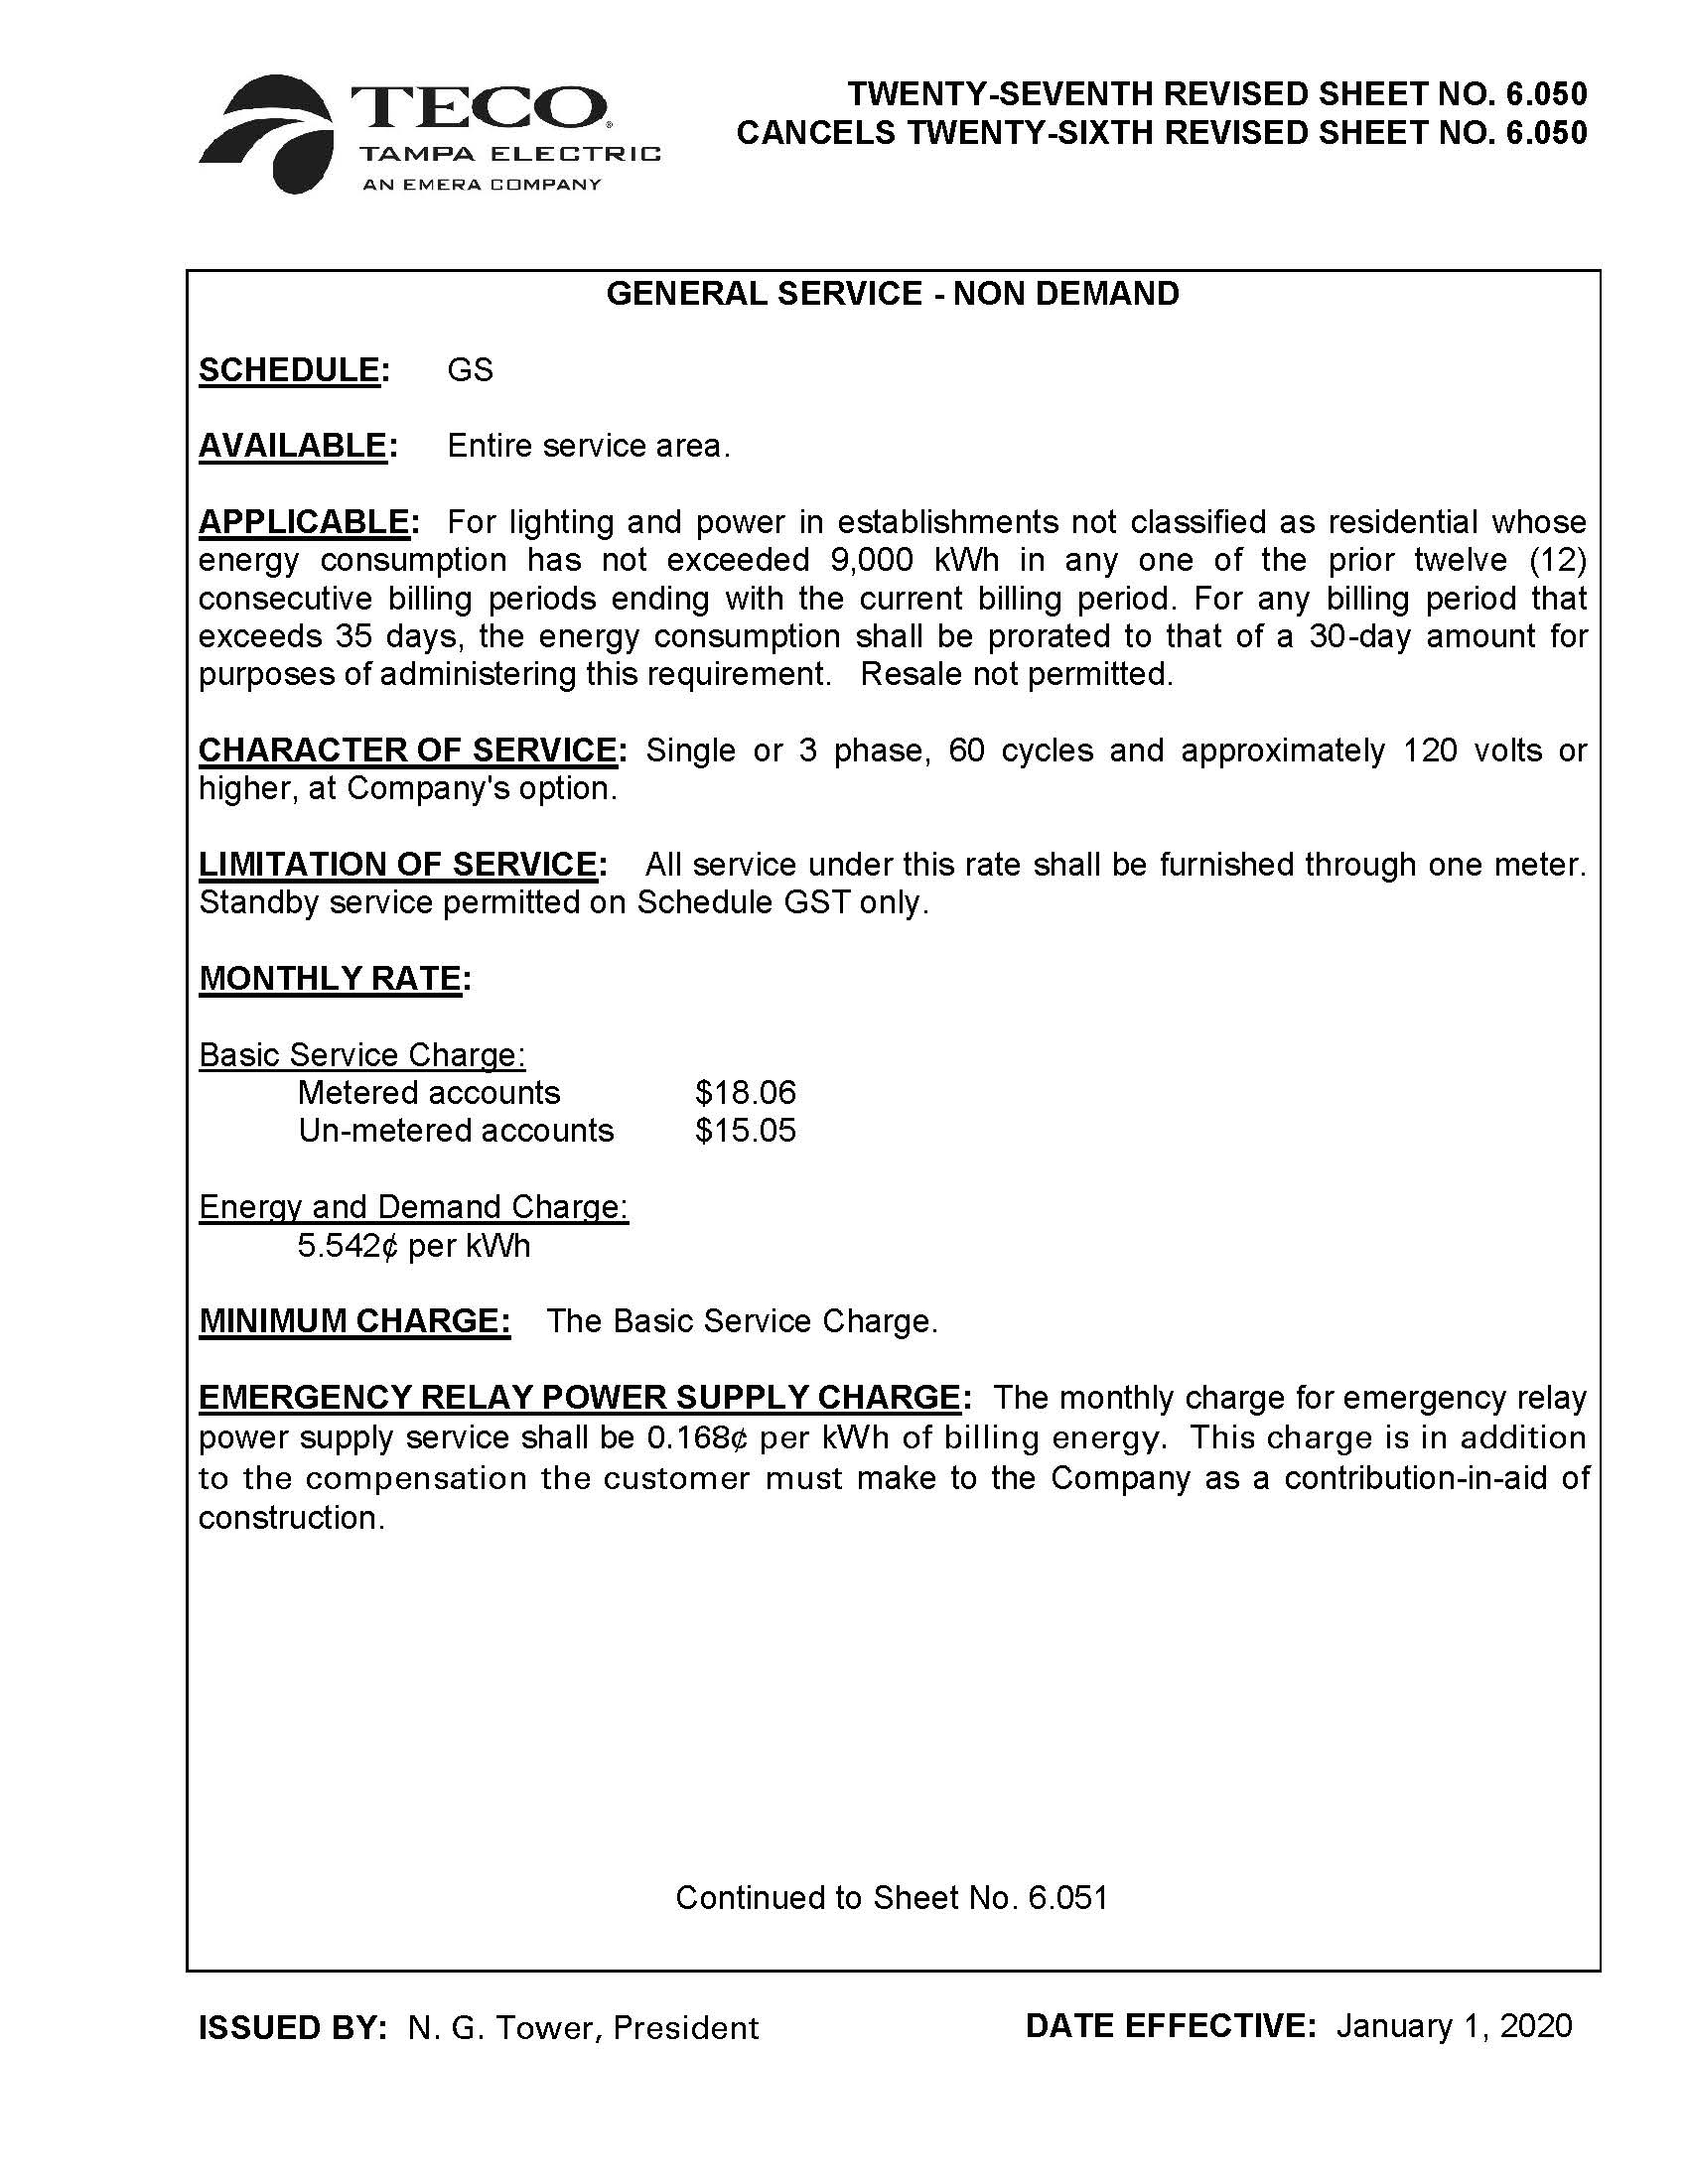 TECO®
TAMPA ELECTRIC
AN EMERA COMPANY
TWENTY-SEVENTH REVISED SHEET NO. 6.050
CANCELS TWENTY-SIXTH REVISED SHEET NO. 6.050
GENERAL SERVICE - NON DEMAND
SCHEDULE: GS
AVAILABLE: Entire service area.
APPLICABLE: For lighting and power in establishments not classified as residential whose
energy consumption has not exceeded 9,000 kWh in any one of the prior twelve (12)
consecutive billing periods ending with the current billing period. For any billing period that
exceeds 35 days, the energy consumption shall be prorated to that of a 30-day amount for
purposes of administering this requirement. Resale not permitted.
CHARACTER OF SERVICE: Single or 3 phase, 60 cycles and approximately 120 volts or
higher, at Company's option.
LIMITATION OF SERVICE: All service under this rate shall be furnished through one meter.
Standby service permitted on Schedule GST only.
MONTHLY RATE:
Basic Service Charge:
Metered accounts $18.06
Un-metered accounts $15.05
Energy and Demand Charge:
5.542¢ per kWh
MINIMUM CHARGE: The Basic Service Charge.
EMERGENCY RELAY POWER SUPPLY CHARGE: The monthly charge for emergency relay
power supply service shall be 0.168¢ per kWh of billing energy. This charge is in addition
to the compensation the customer must make to the Company as a contribution-in-aid of
construction.
Continued to Sheet No. 6.051
ISSUED BY: N. G. Tower, President
DATE EFFECTIVE: January 1, 2020